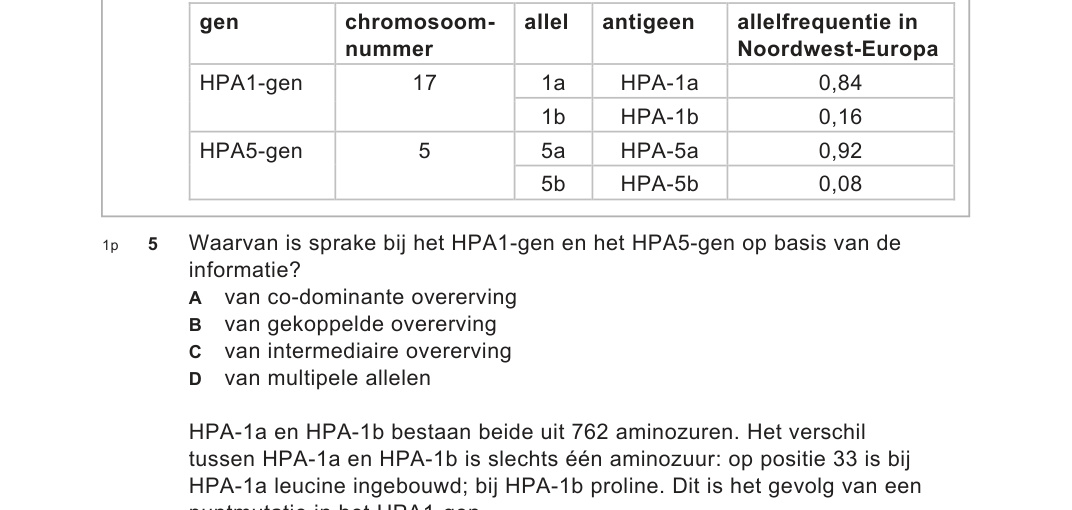 gen chromosoom-nummer allel antigeen allelfrequentie in Noordwest-Europa
HPA1-gen 17 1a HPA-1a 0,84
1b HPA-1b 0,16
HPA5-gen 5 5a HPA-5a 0,92
5b HPA-5b 0,08
1p 5 Waarvan is sprake bij het HPA1-gen en het HPA5-gen op basis van de
informatie?
A van co-dominante overerving
B van gekoppelde overerving
C van intermediaire overerving
D van multipele allelen
HPA-1a en HPA-1b bestaan beide uit 762 aminozuren. Het verschil
tussen HPA-1a en HPA-1b is slechts één aminozuur: op positie 33 is bij
HPA-1a leucine ingebouwd; bij HPA-1b proline. Dit is het gevolg van een
puntmutatie in het HPA1-gen